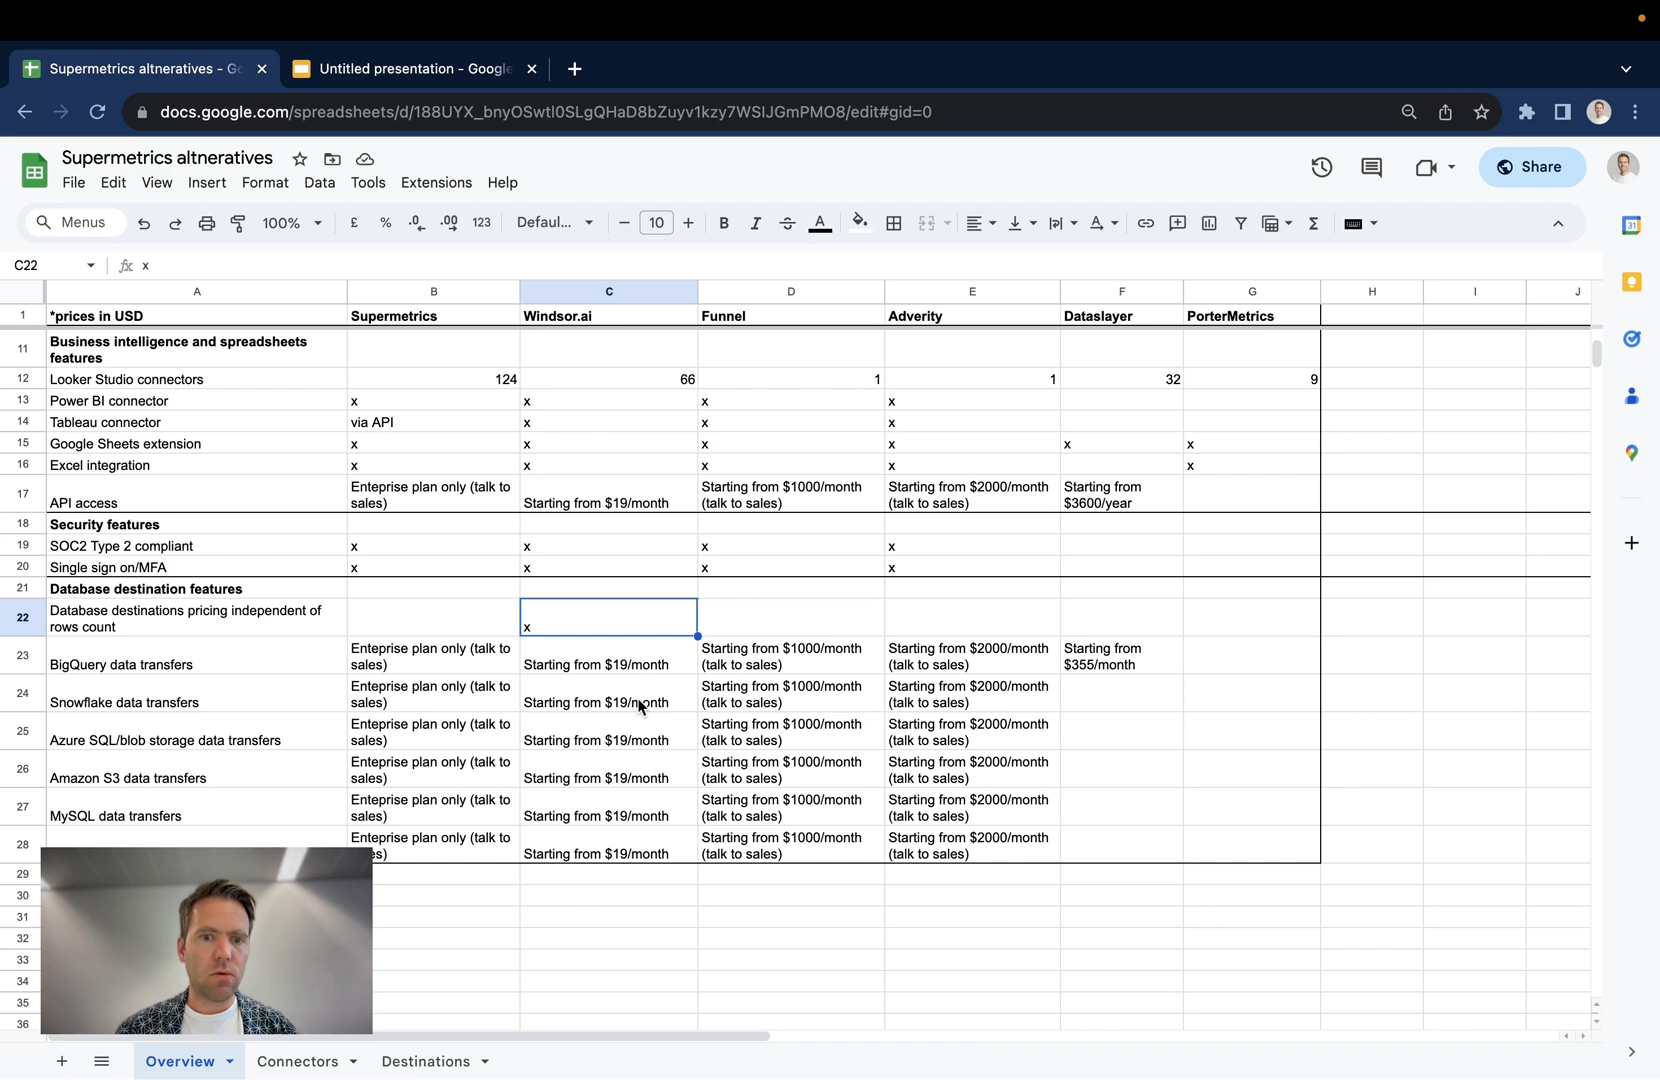 Supermetrics altneratives - Go
Untitled presentation - Google
docs.google.com/spreadsheets/d/188UYX_bnyOSwtI0SLgQHaD8bZuyv1kzy7WSIJGmPMO8/edit#gid=0
Supermetrics altneratives
File Edit View Insert Format Data Tools Extensions Help
Share
Menus 100% £ % .0 .00 123 Defaul... 10 B I A
31
C22 fx x
A B C D E F G H I J
1 *prices in USD Supermetrics Windsor.ai Funnel Adverity Dataslayer PorterMetrics
11 Business intelligence and spreadsheets
features
12 Looker Studio connectors 124 66 1 1 32 9
13 Power BI connector x x x x
14 Tableau connector via API x x x
15 Google Sheets extension x x x x x x
16 Excel integration x x x x x
17 API access Enteprise plan only (talk to
sales) Starting from $19/month Starting from $1000/month
(talk to sales) Starting from $2000/month
(talk to sales) Starting from
$3600/year
18 Security features
19 SOC2 Type 2 compliant x x x x
20 Single sign on/MFA x x x x
21 Database destination features
22 Database destinations pricing independent of
rows count x
23 BigQuery data transfers Enteprise plan only (talk to
sales) Starting from $19/month Starting from $1000/month
(talk to sales) Starting from $2000/month
(talk to sales) Starting from
$355/month
24 Snowflake data transfers Enteprise plan only (talk to
sales) Starting from $19/month Starting from $1000/month
(talk to sales) Starting from $2000/month
(talk to sales)
25 Azure SQL/blob storage data transfers Enteprise plan only (talk to
sales) Starting from $19/month Starting from $1000/month
(talk to sales) Starting from $2000/month
(talk to sales)
26 Amazon S3 data transfers Enteprise plan only (talk to
sales) Starting from $19/month Starting from $1000/month
(talk to sales) Starting from $2000/month
(talk to sales)
27 MySQL data transfers Enteprise plan only (talk to
sales) Starting from $19/month Starting from $1000/month
(talk to sales) Starting from $2000/month
(talk to sales)
28 Enteprise plan only (talk to
es) Starting from $19/month Starting from $1000/month
(talk to sales) Starting from $2000/month
(talk to sales)
29
30
31
32
33
34
35
36
Overview Connectors Destinations